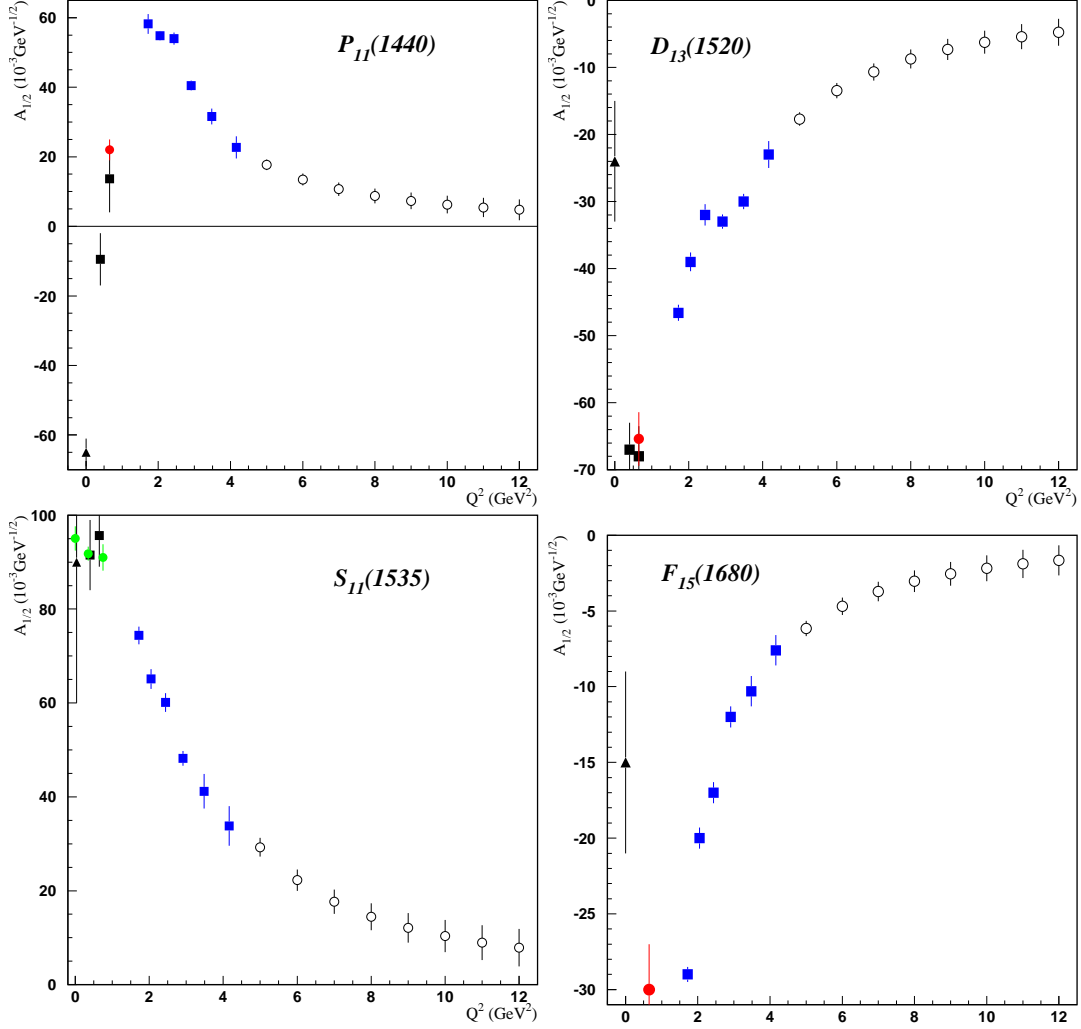 P11(1440)
A1/2 (10-3GeV-1/2)
60
40
20
0
-20
-40
-60
0 2 4 6 8 10 12
Q2 (GeV2)
D13(1520)
A1/2 (10-3GeV-1/2)
0
-10
-20
-30
-40
-50
-60
-70
0 2 4 6 8 10 12
Q2 (GeV2)
S11(1535)
A1/2 (10-3GeV-1/2)
100
80
60
40
20
0
0 2 4 6 8 10 12
Q2 (GeV2)
F15(1680)
A1/2 (10-3GeV-1/2)
0
-5
-10
-15
-20
-25
-30
0 2 4 6 8 10 12